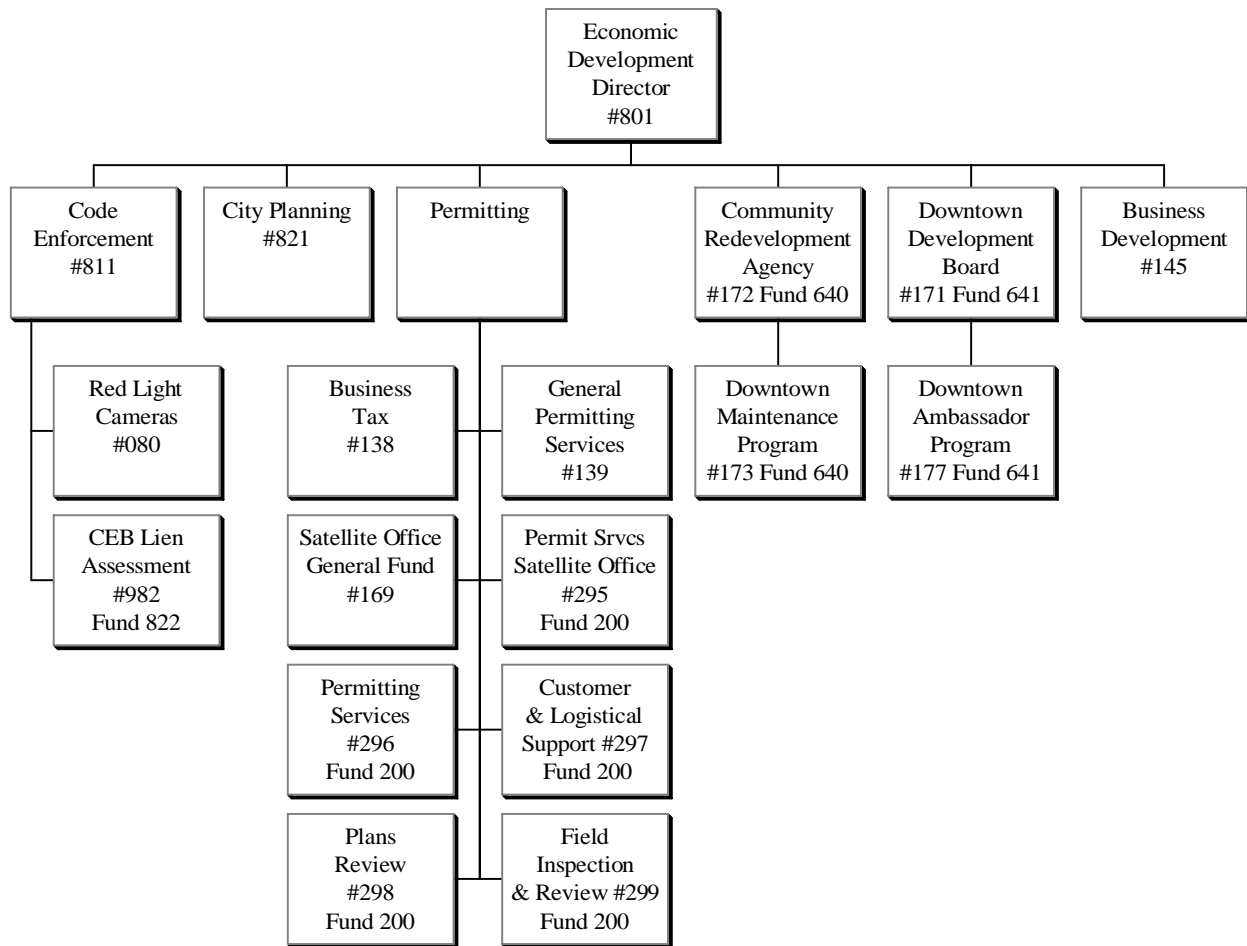 Economic
Development
Director
#801
Code
Enforcement
#811
City Planning
#821
Permitting
Community
Redevelopment
Agency
#172 Fund 640
Downtown
Development
Board
#171 Fund 641
Business
Development
#145
Red Light
Cameras
#080
Business
Tax
#138
General
Permitting
Services
#139
Downtown
Maintenance
Program
#173 Fund 640
Downtown
Ambassador
Program
#177 Fund 641
CEB Lien
Assessment
#982
Fund 822
Satellite Office
General Fund
#169
Permit Srvcs
Satellite Office
#295
Fund 200
Permitting
Services
#296
Fund 200
Customer
& Logistical
Support #297
Fund 200
Plans
Review
#298
Fund 200
Field
Inspection
& Review #299
Fund 200